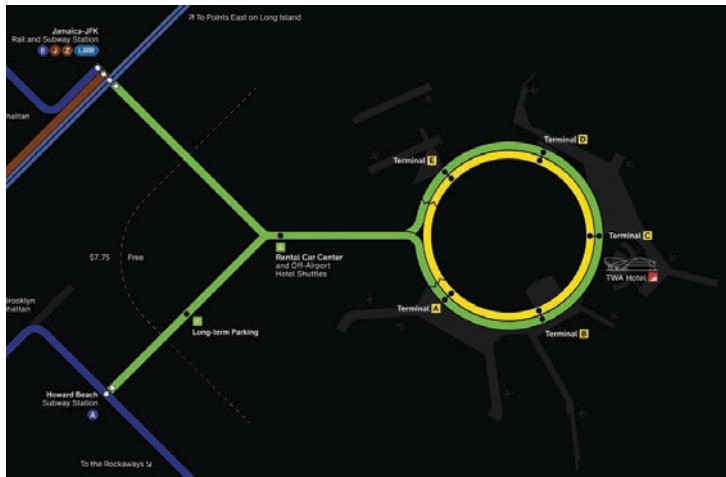 ↗ To Points East on Long Island
Jamaica-JFK
Rail and Subway Station
E J Z LIRR
hattan
Terminal D
Terminal E
Terminal C
TWA Hotel
$7.75 Free
Rental Car Center
and Off-Airport
Hotel Shuttles
Terminal A
Terminal B
Long-term Parking
Brooklyn
hattan
Howard Beach
Subway Station
A
To the Rockaways ↘